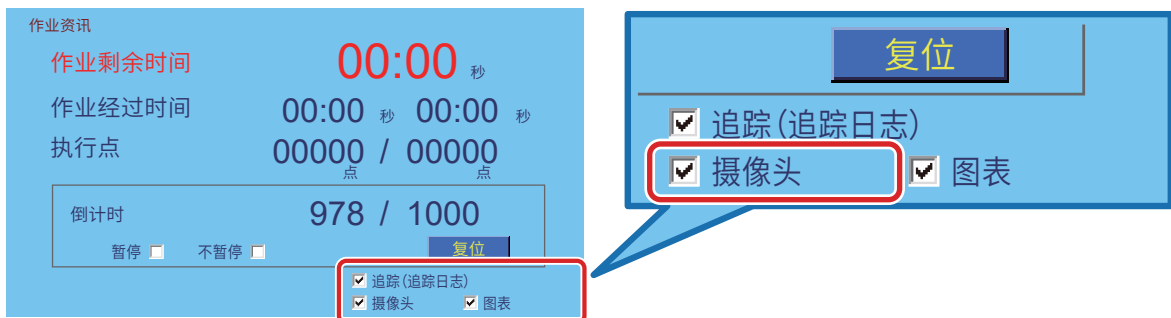 作业资讯
作业剩余时间 00:00 秒
作业经过时间 00:00 秒 00:00 秒
执行点 00000 / 00000
点 点
倒计时 978 / 1000
暂停 不暂停 复位
追踪(追踪日志)
摄像头 图表
复位
追踪(追踪日志)
摄像头 图表